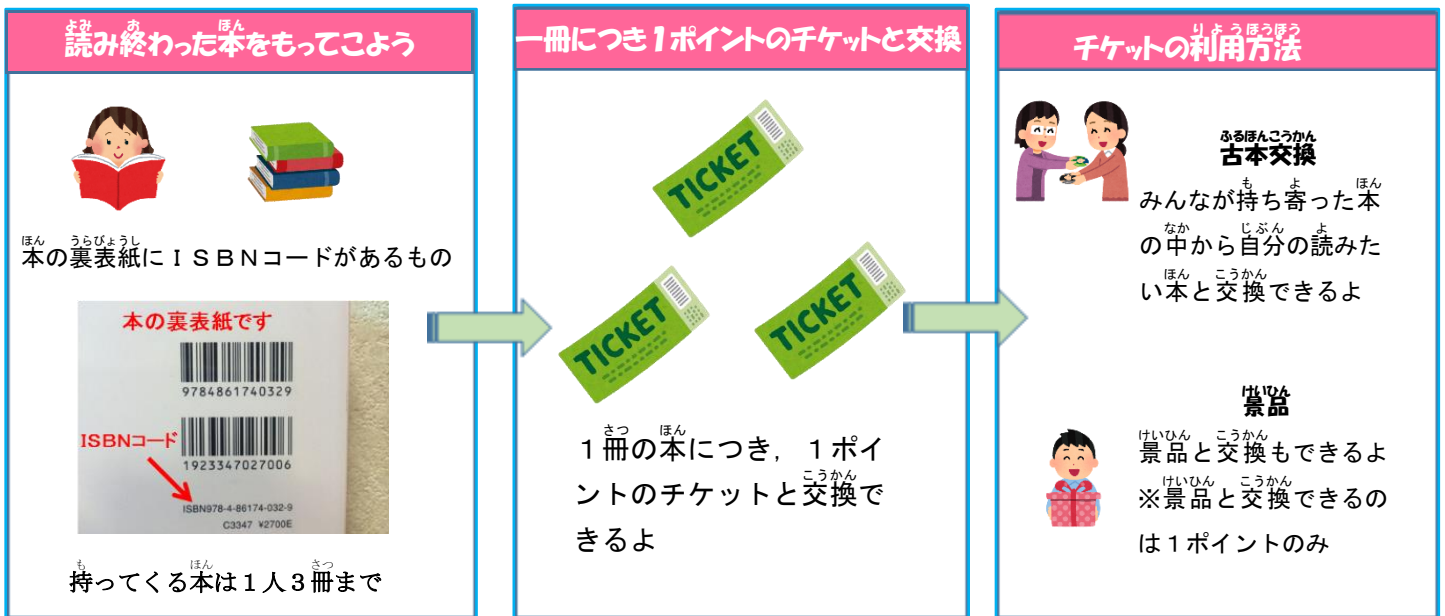 読み終わった本をもってこよう
本の裏表紙にＩＳＢＮコードがあるもの
本の裏表紙です
9784861740329
ISBNコード
1923347027006
ISBN978-4-86174-032-9
C3347 ¥2700E
持ってくる本は１人３冊まで
一冊につき１ポイントのチケットと交換
TICKET
TICKET
TICKET
１冊の本につき，１ポイ
ントのチケットと交換で
きるよ
チケットの利用方法
古本交換
みんなが持ち寄った本
の中から自分の読みた
い本と交換できるよ
景品
景品と交換もできるよ
※景品と交換できるの
は１ポイントのみ